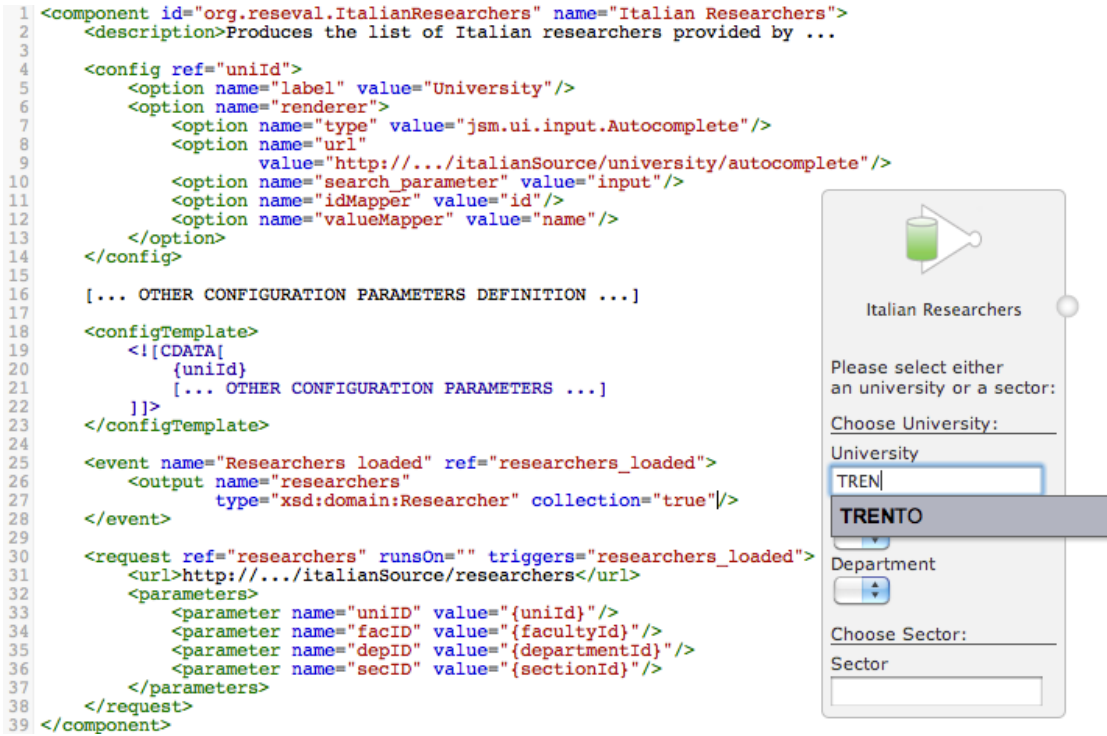 1 <component id="org.reseval.ItalianResearchers" name="Italian Researchers">
2 <description>Produces the list of Italian researchers provided by ...
3
4 <config ref="uniId">
5 <option name="label" value="University"/>
6 <option name="renderer">
7 <option name="type" value="jsm.ui.input.Autocomplete"/>
8 <option name="url"
9 value="http://.../italianSource/university/autocomplete"/>
10 <option name="search_parameter" value="input"/>
11 <option name="idMapper" value="id"/>
12 <option name="valueMapper" value="name"/>
13 </option>
14 </config>
15
16 [... OTHER CONFIGURATION PARAMETERS DEFINITION ...]
17
18 <configTemplate>
19 <![CDATA[
20 {uniId}
21 [... OTHER CONFIGURATION PARAMETERS ...]
22 ]]>
23 </configTemplate>
24
25 <event name="Researchers loaded" ref="researchers_loaded">
26 <output name="researchers"
27 type="xsd:domain:Researcher" collection="true"/>
28 </event>
29
30 <request ref="researchers" runsOn="" triggers="researchers_loaded">
31 <url>http://.../italianSource/researchers</url>
32 <parameters>
33 <parameter name="uniID" value="{uniId}"/>
34 <parameter name="facID" value="{facultyId}"/>
35 <parameter name="depID" value="{departmentId}"/>
36 <parameter name="secID" value="{sectionId}"/>
37 </parameters>
38 </request>
39 </component>
Italian Researchers
Please select either
an university or a sector:
Choose University:
University
TREN
TRENTO
Department
Choose Sector:
Sector